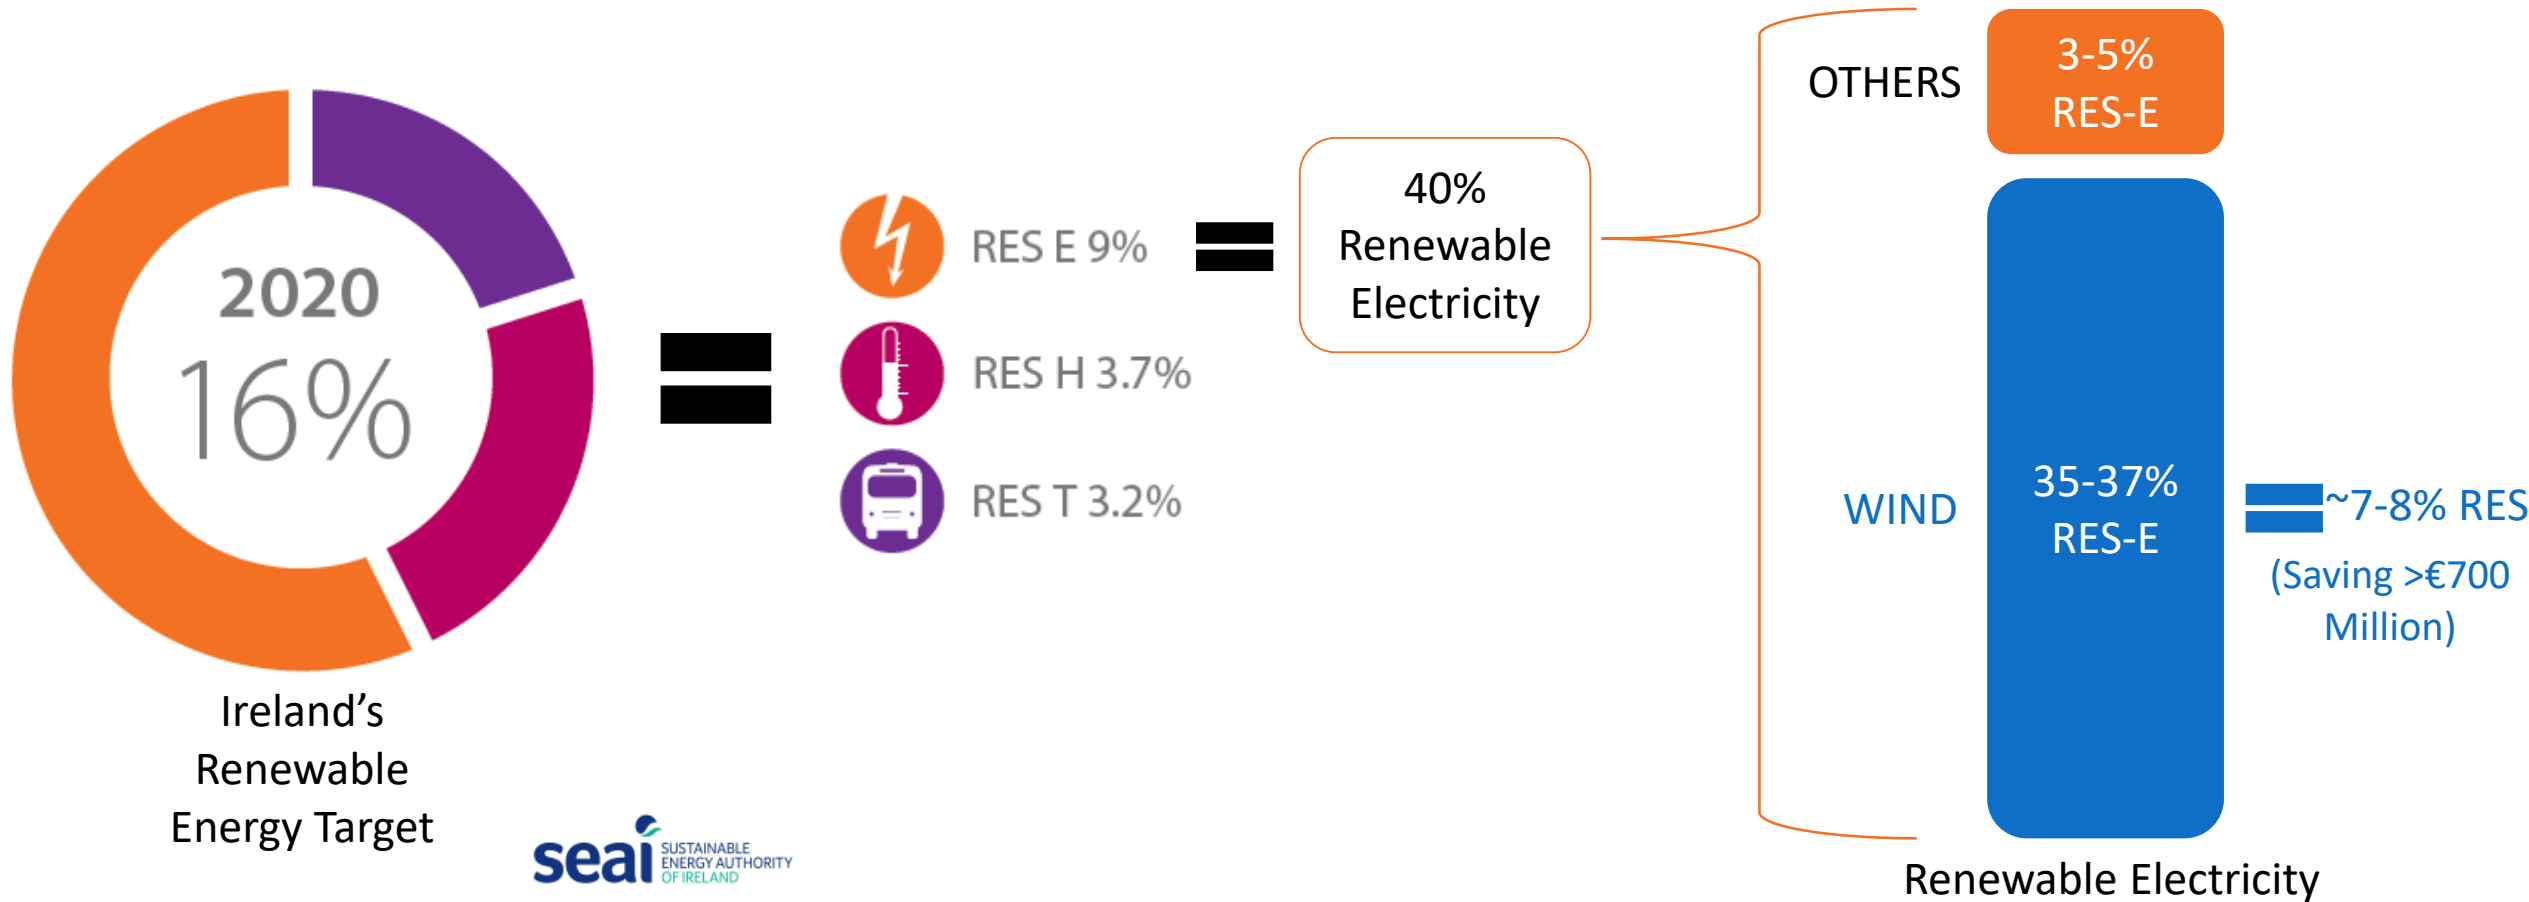 2020
16%
Ireland’s
Renewable
Energy Target
seai
SUSTAINABLE
ENERGY AUTHORITY
OF IRELAND
RES E 9%
RES H 3.7%
RES T 3.2%
40%
Renewable
Electricity
OTHERS
3-5%
RES-E
WIND
35-37%
RES-E
~7-8% RES
(Saving >€700
Million)
Renewable Electricity